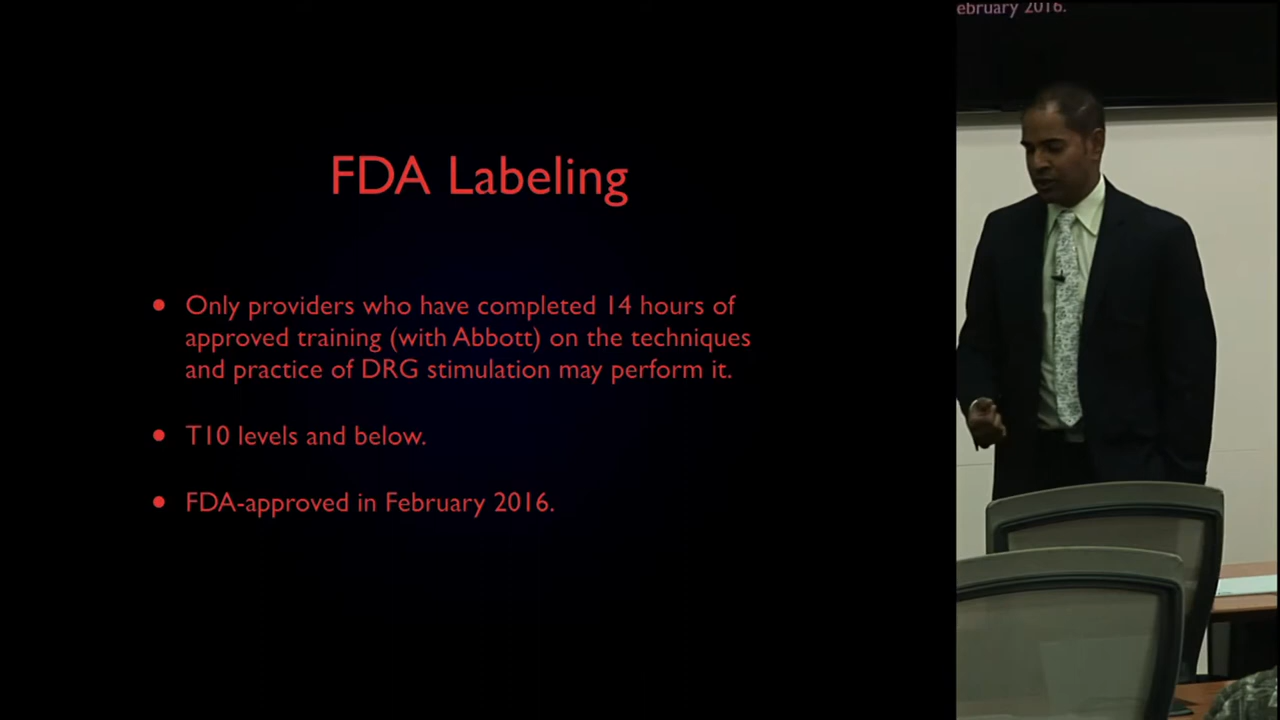 FDA Labeling
• Only providers who have completed 14 hours of
approved training (with Abbott) on the techniques
and practice of DRG stimulation may perform it.
• T10 levels and below.
• FDA-approved in February 2016.
ebruary 2016.